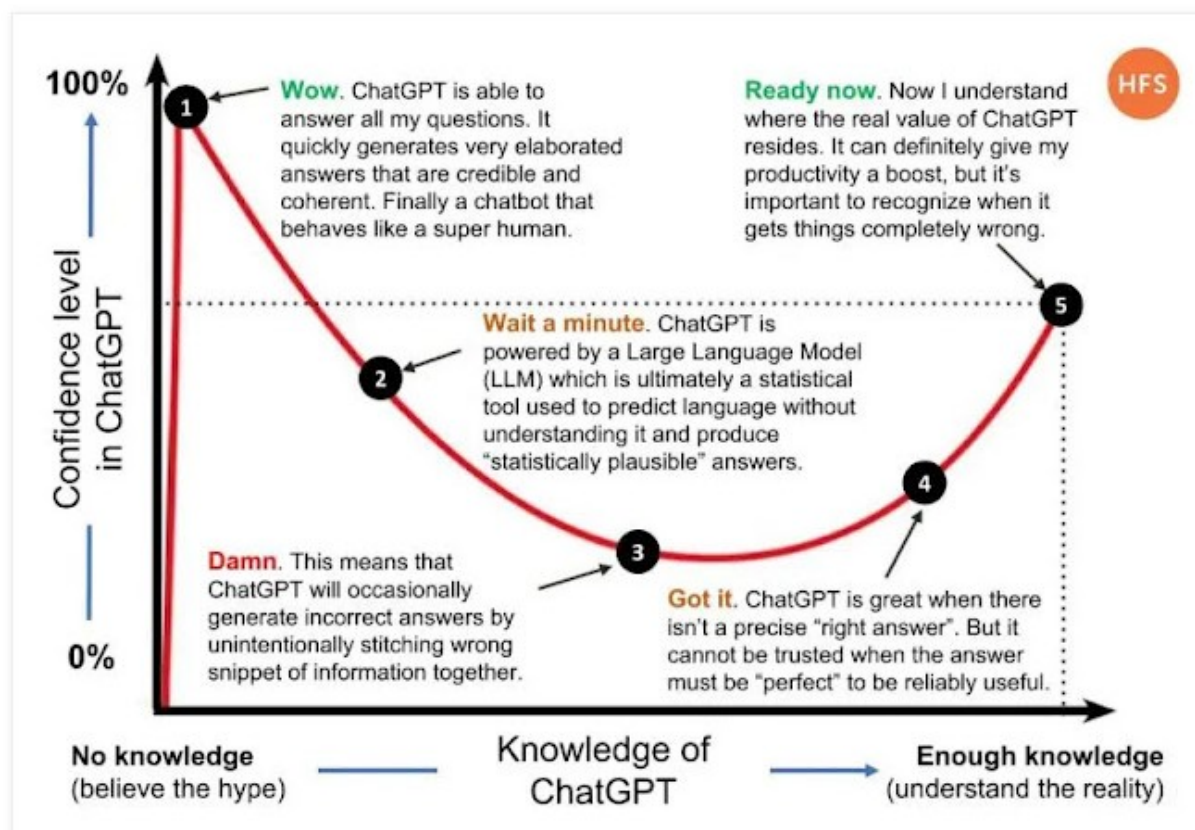 HFS
100%
0%
Confidence level
in ChatGPT
1
Wow. ChatGPT is able to
answer all my questions. It
quickly generates very elaborated
answers that are credible and
coherent. Finally a chatbot that
behaves like a super human.
2
Wait a minute. ChatGPT is
powered by a Large Language Model
(LLM) which is ultimately a statistical
tool used to predict language without
understanding it and produce
“statistically plausible” answers.
3
Damn. This means that
ChatGPT will occasionally
generate incorrect answers by
unintentionally stitching wrong
snippet of information together.
4
Got it. ChatGPT is great when there
isn't a precise “right answer”. But it
cannot be trusted when the answer
must be “perfect” to be reliably useful.
5
Ready now. Now I understand
where the real value of ChatGPT
resides. It can definitely give my
productivity a boost, but it's
important to recognize when it
gets things completely wrong.
No knowledge
(believe the hype)
Knowledge of
ChatGPT
Enough knowledge
(understand the reality)